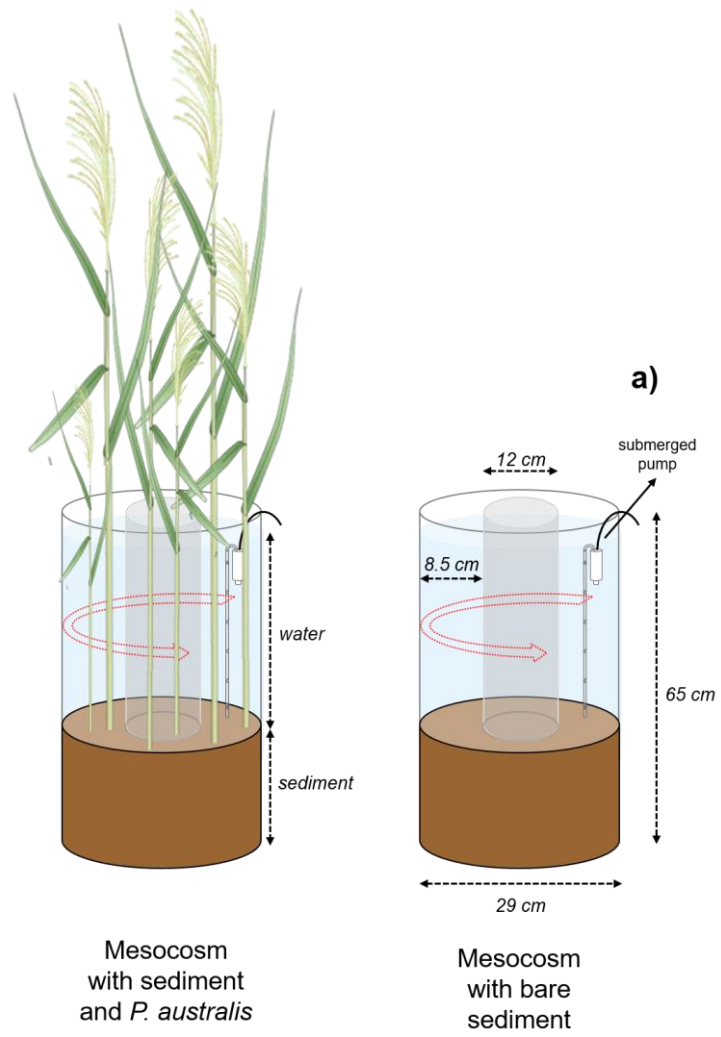 a)
submerged
pump
12 cm
8.5 cm
water
65 cm
sediment
29 cm
Mesocosm
with sediment
and P. australis
Mesocosm
with bare
sediment